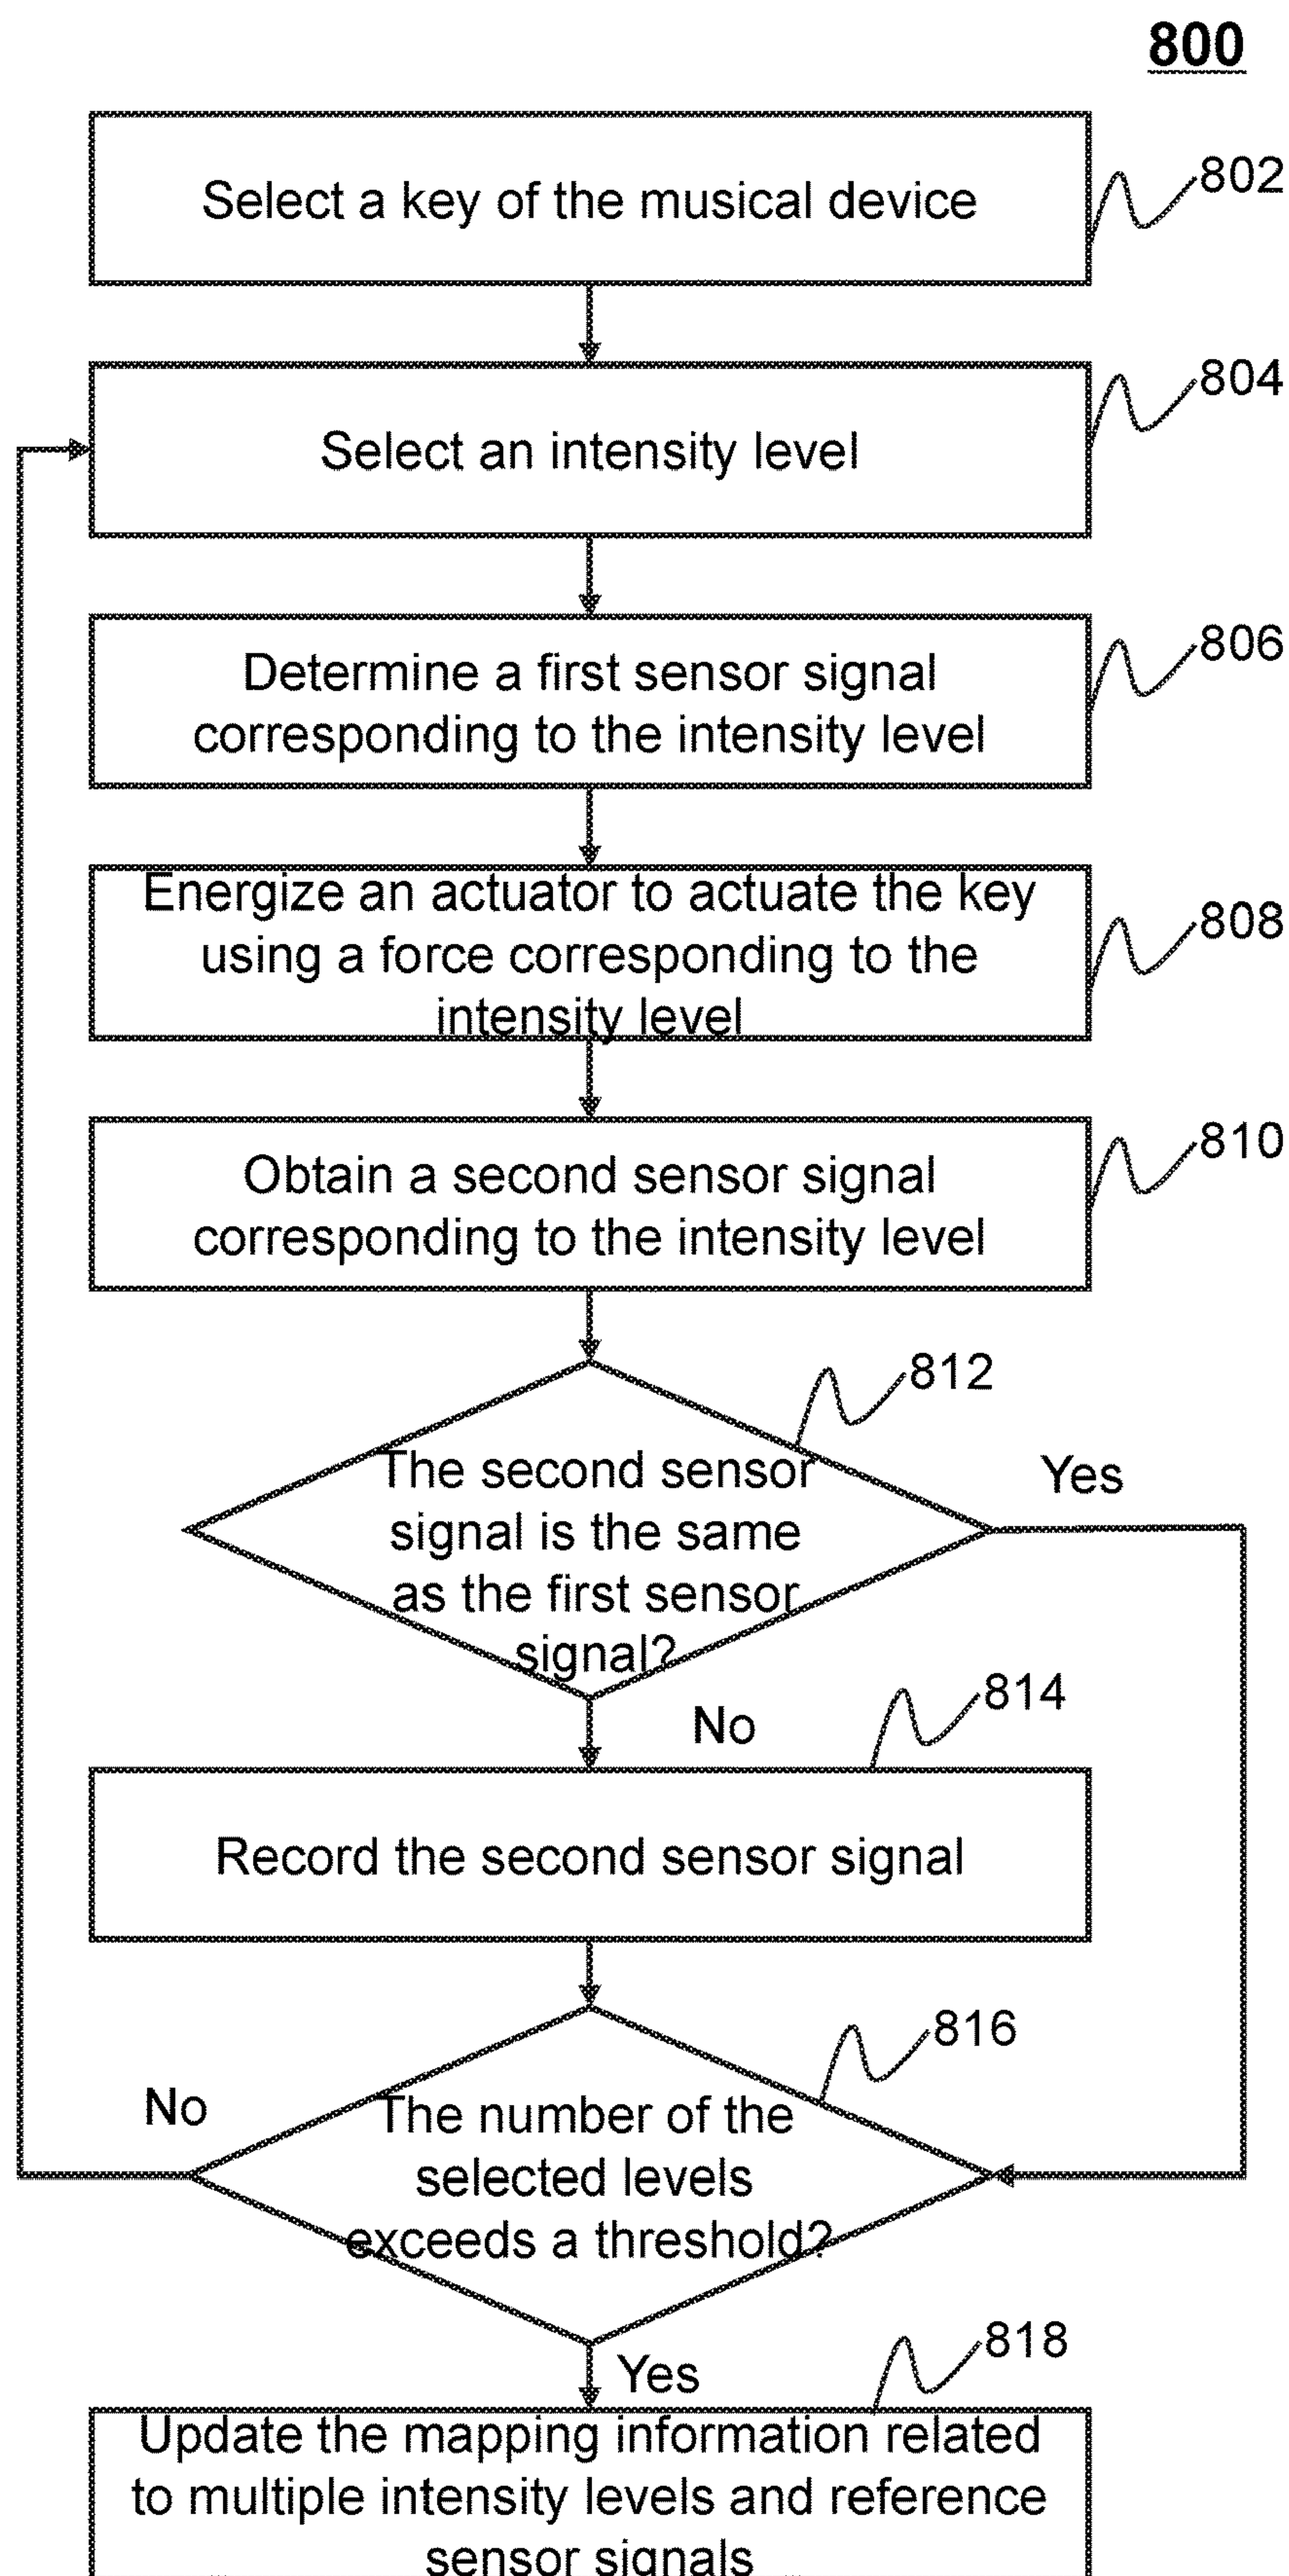 800
Select a key of the musical device
802
Select an intensity level
804
Determine a first sensor signal
corresponding to the intensity level
806
Energize an actuator to actuate the key
using a force corresponding to the
intensity level
808
Obtain a second sensor signal
corresponding to the intensity level
810
812
The second sensor
signal is the same
as the first sensor
signal?
Yes
No
814
Record the second sensor signal
816
The number of the
selected levels
exceeds a threshold?
No
Yes
818
Update the mapping information related
to multiple intensity levels and reference
sensor signals